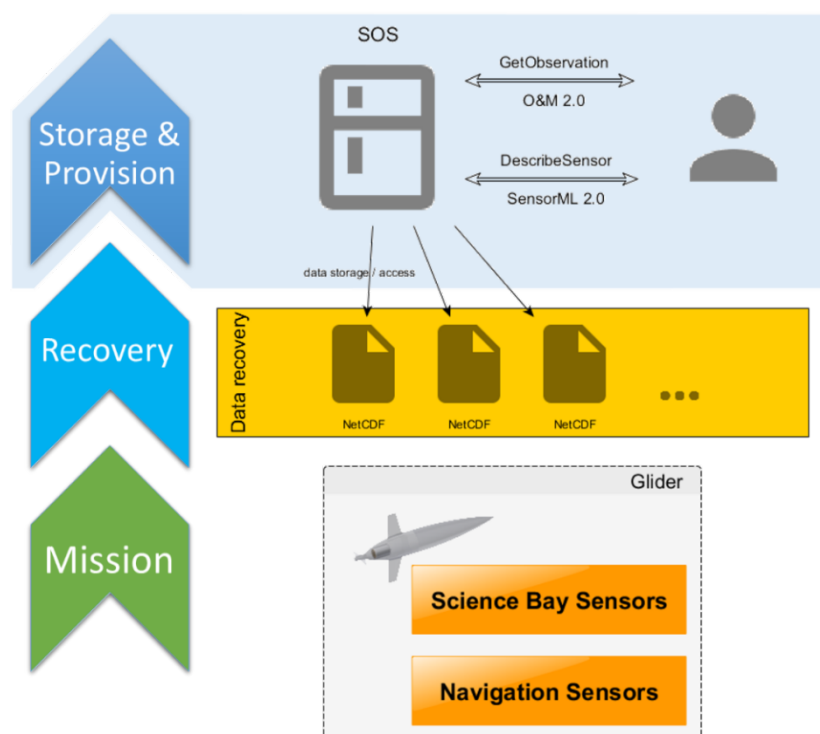 SOS
GetObservation
O&M 2.0
Storage &
Provision
DescribeSensor
SensorML 2.0
data storage / access
Recovery
Data recovery
NetCDF
NetCDF
NetCDF
...
Glider
Mission
Science Bay Sensors
Navigation Sensors